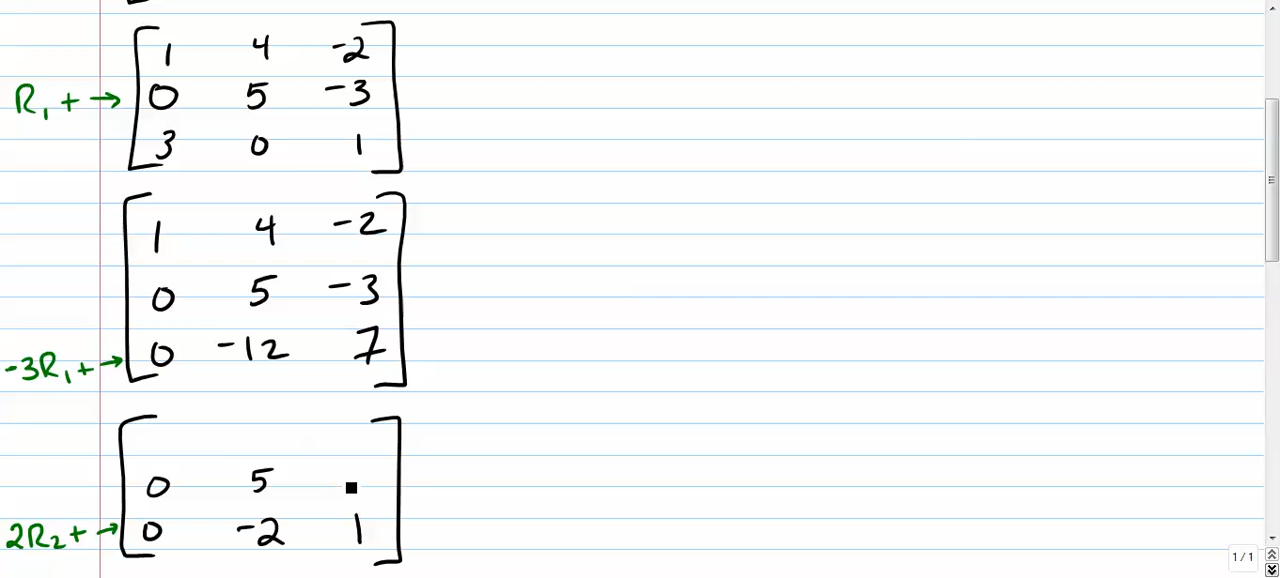 1 4 -2
R₁ + → 0 5 -3
3 0 1
1 4 -2
0 5 -3
-3R₁ + → 0 -12 7
0 5
2R₂ + → 0 -2 1
1 / 1